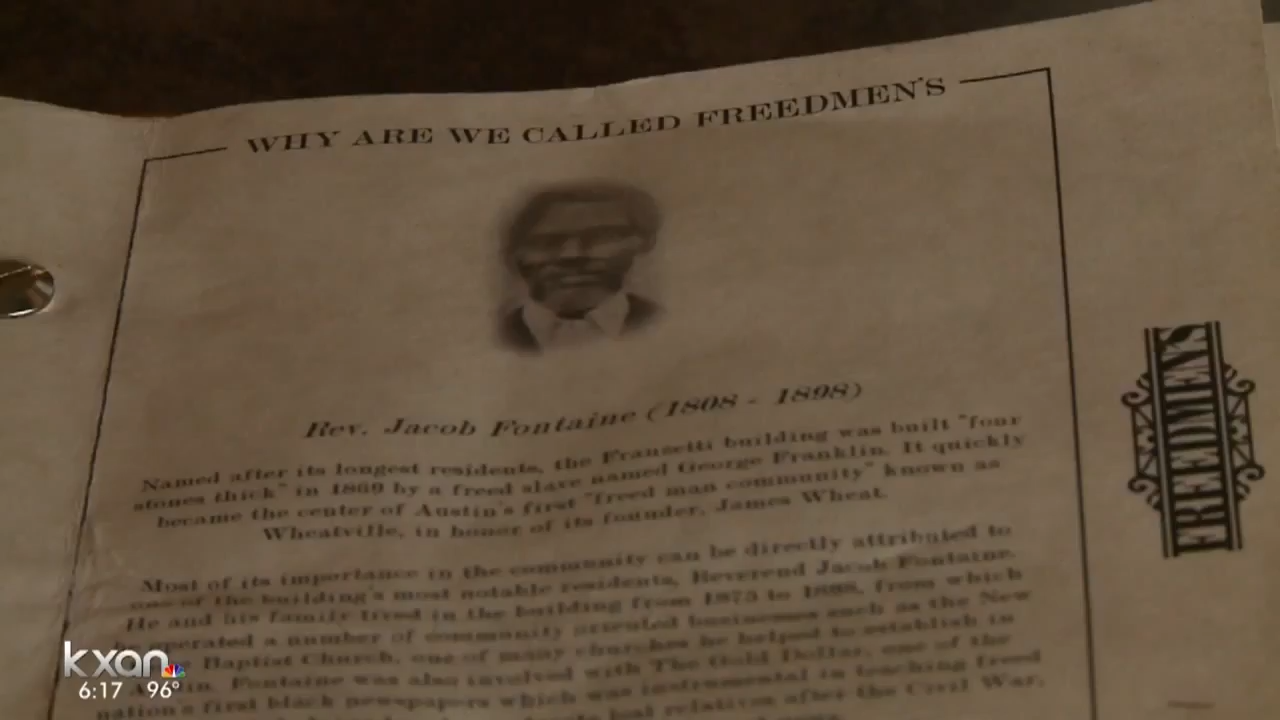 WHY ARE WE CALLED FREEDMEN'S
Rev. Jacob Fontaine (1808 - 1898)
Named after its longest residents, the Franzetti building was built "four
stones thick" in 1869 by a freed slave named George Franklin. It quickly
became the center of Austin's first "freed man community" known as
Wheatville, in honor of its founder, James Wheat.
Most of its importance in the community can be directly attributed to
one of the building's most notable residents, Reverend Jacob Fontaine.
He and his family lived in the building from 1875 to 1898, from which
operated a number of community oriented businesses such as the New
Baptist Church, one of many churches he helped to establish in
Fontaine was also involved with The Gold Dollar, one of the
nation's first black newspapers which was instrumental in teaching freed
lost relatives after the Civil War,
FREEDMEN'S
kxan
6:17 96°